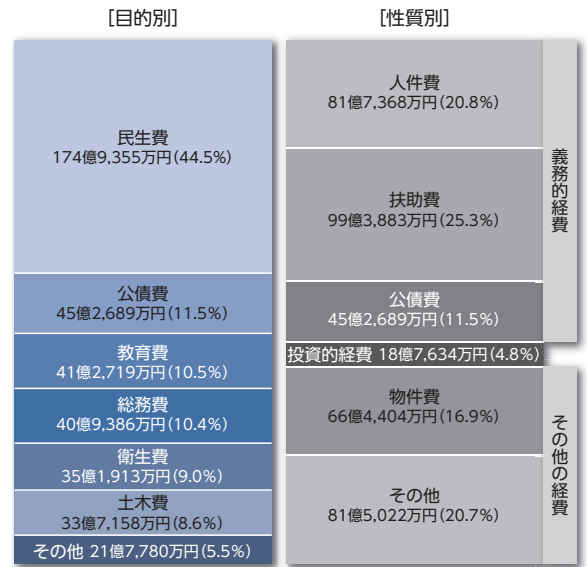 [目的別]
民生費
174億9,355万円(44.5%)
公債費
45億2,689万円(11.5%)
教育費
41億2,719万円(10.5%)
総務費
40億9,386万円(10.4%)
衛生費
35億1,913万円(9.0%)
土木費
33億7,158万円(8.6%)
その他 21億7,780万円(5.5%)
[性質別]
人件費
81億7,368万円(20.8%)
扶助費
99億3,883万円(25.3%)
公債費
45億2,689万円(11.5%)
投資的経費 18億7,634万円(4.8%)
物件費
66億4,404万円(16.9%)
その他
81億5,022万円(20.7%)
義務的経費
その他の経費